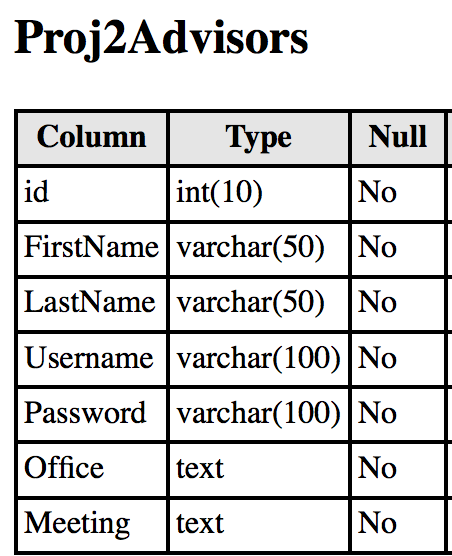 Proj2Advisors
Column Type Null
id int(10) No
FirstName varchar(50) No
LastName varchar(50) No
Username varchar(100) No
Password varchar(100) No
Office text No
Meeting text No